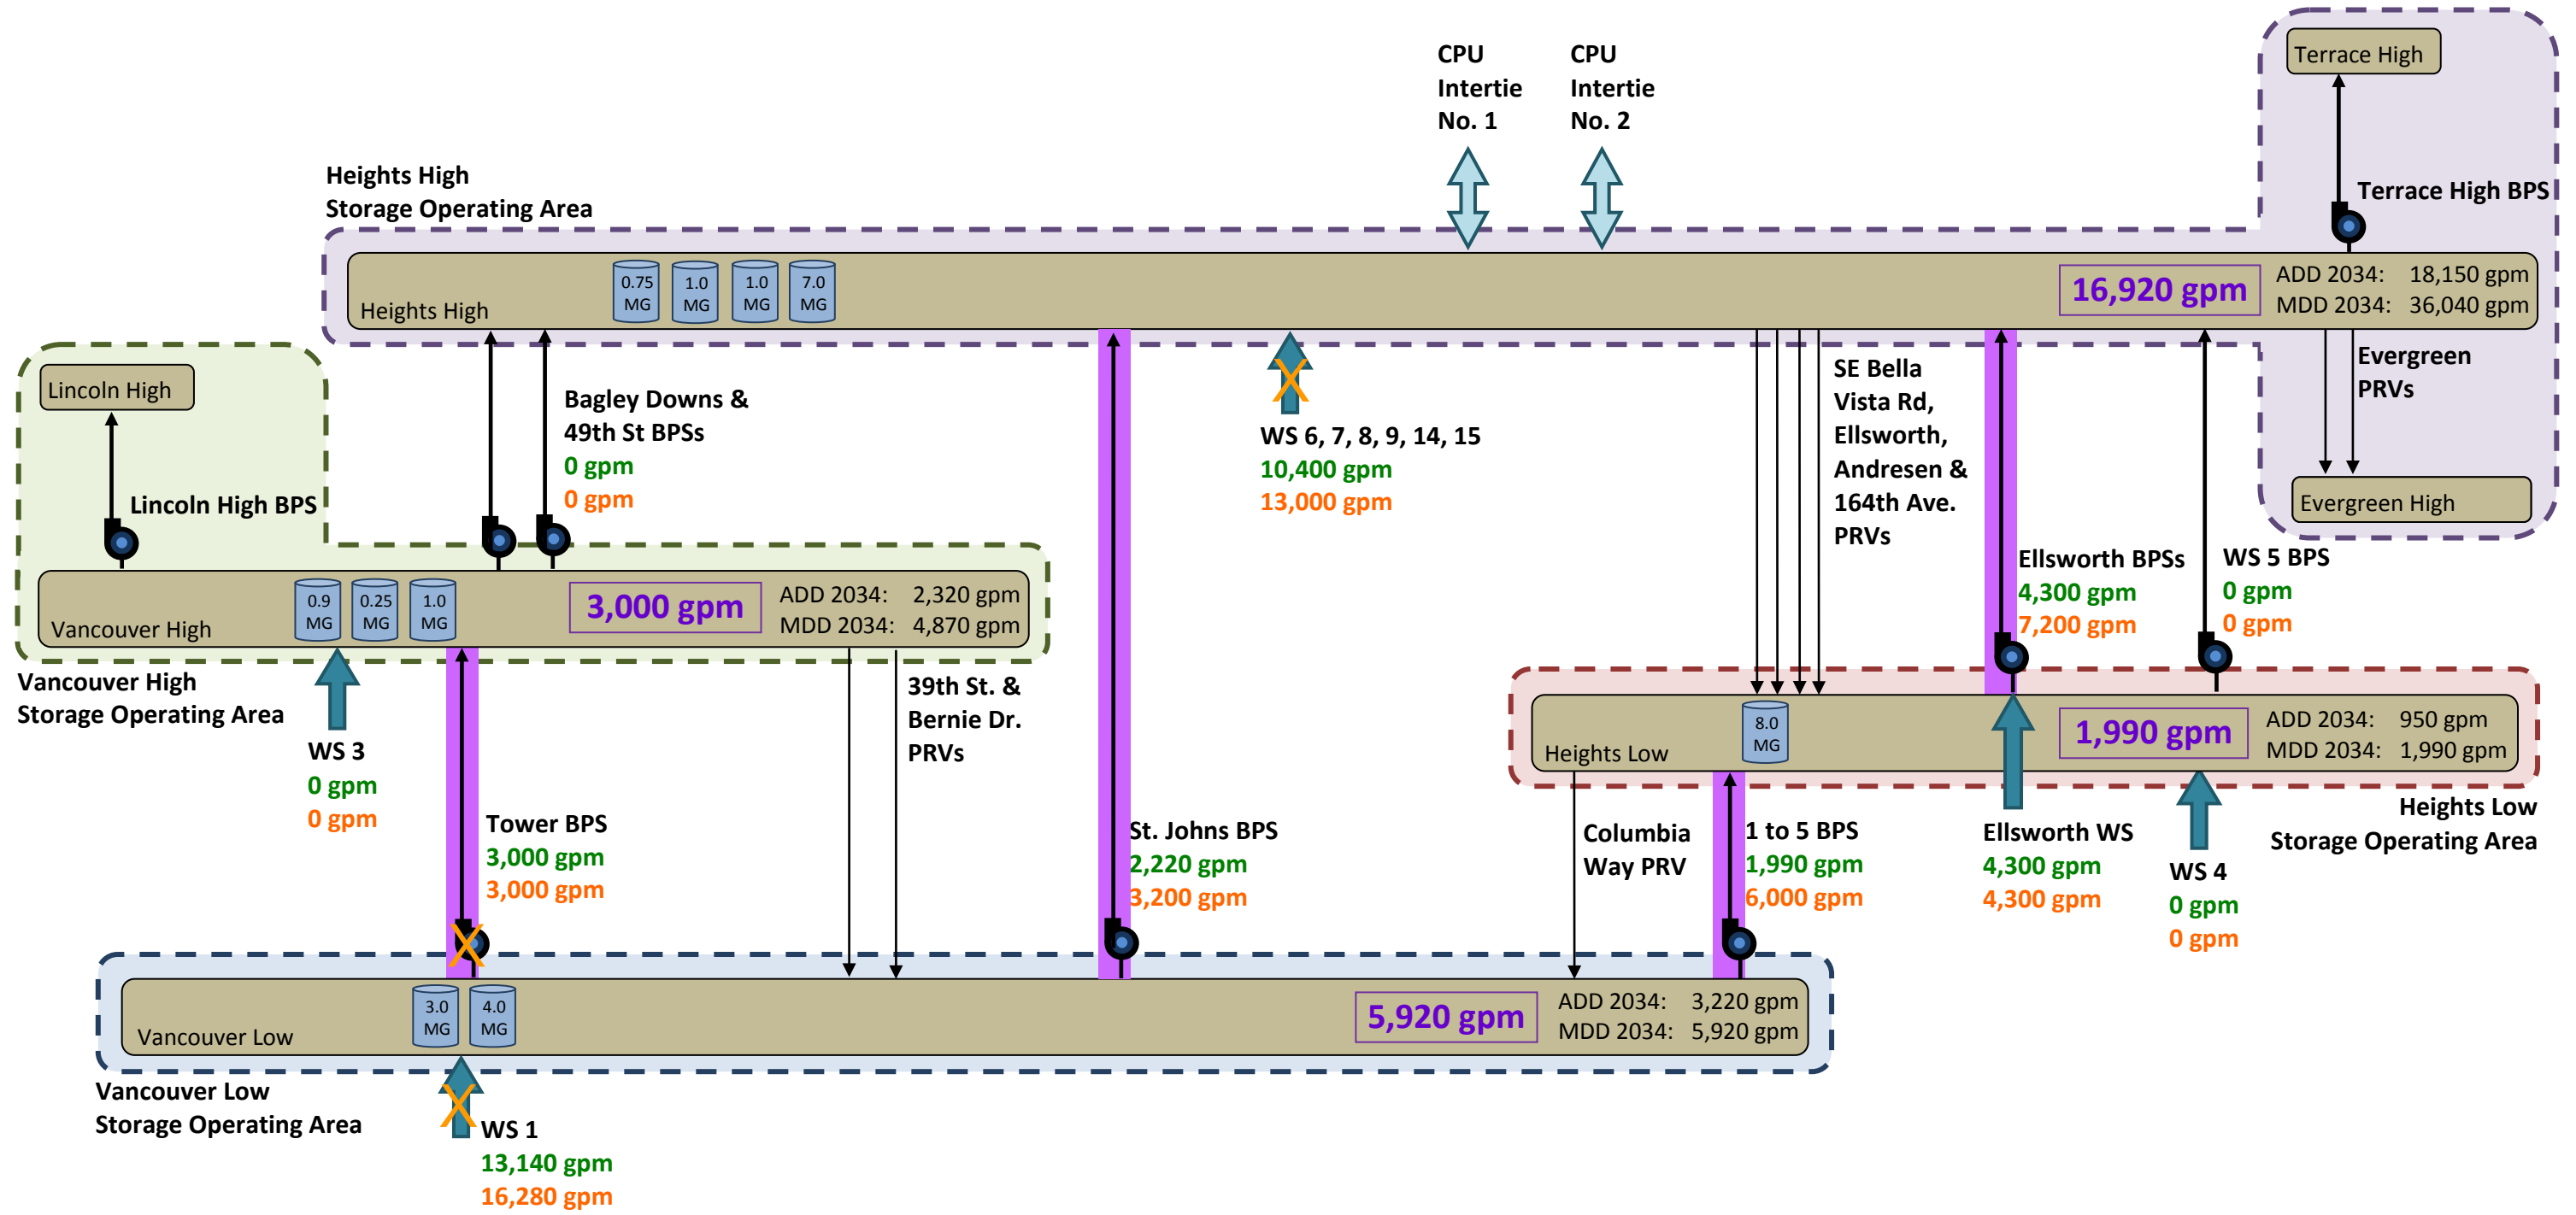 CPU
Intertie
No. 1
CPU
Intertie
No. 2
Terrace High
Terrace High BPS
Heights High
Storage Operating Area
0.75
MG
1.0
MG
1.0
MG
7.0
MG
Heights High
16,920 gpm
ADD 2034: 18,150 gpm
MDD 2034: 36,040 gpm
Evergreen
PRVs
Evergreen High
Lincoln High
Lincoln High BPS
Bagley Downs &
49th St BPSs
0 gpm
0 gpm
WS 6, 7, 8, 9, 14, 15
10,400 gpm
13,000 gpm
SE Bella
Vista Rd,
Ellsworth,
Andresen &
164th Ave.
PRVs
Ellsworth BPSs
4,300 gpm
7,200 gpm
WS 5 BPS
0 gpm
0 gpm
0.9
MG
0.25
MG
1.0
MG
Vancouver High
3,000 gpm
ADD 2034: 2,320 gpm
MDD 2034: 4,870 gpm
Vancouver High
Storage Operating Area
WS 3
0 gpm
0 gpm
39th St. &
Bernie Dr.
PRVs
Tower BPS
3,000 gpm
3,000 gpm
St. Johns BPS
2,220 gpm
3,200 gpm
8.0
MG
Heights Low
1,990 gpm
ADD 2034: 950 gpm
MDD 2034: 1,990 gpm
Heights Low
Storage Operating Area
Columbia
Way PRV
1 to 5 BPS
1,990 gpm
6,000 gpm
Ellsworth WS
4,300 gpm
4,300 gpm
WS 4
0 gpm
0 gpm
3.0
MG
4.0
MG
Vancouver Low
5,920 gpm
ADD 2034: 3,220 gpm
MDD 2034: 5,920 gpm
Vancouver Low
Storage Operating Area
WS 1
13,140 gpm
16,280 gpm